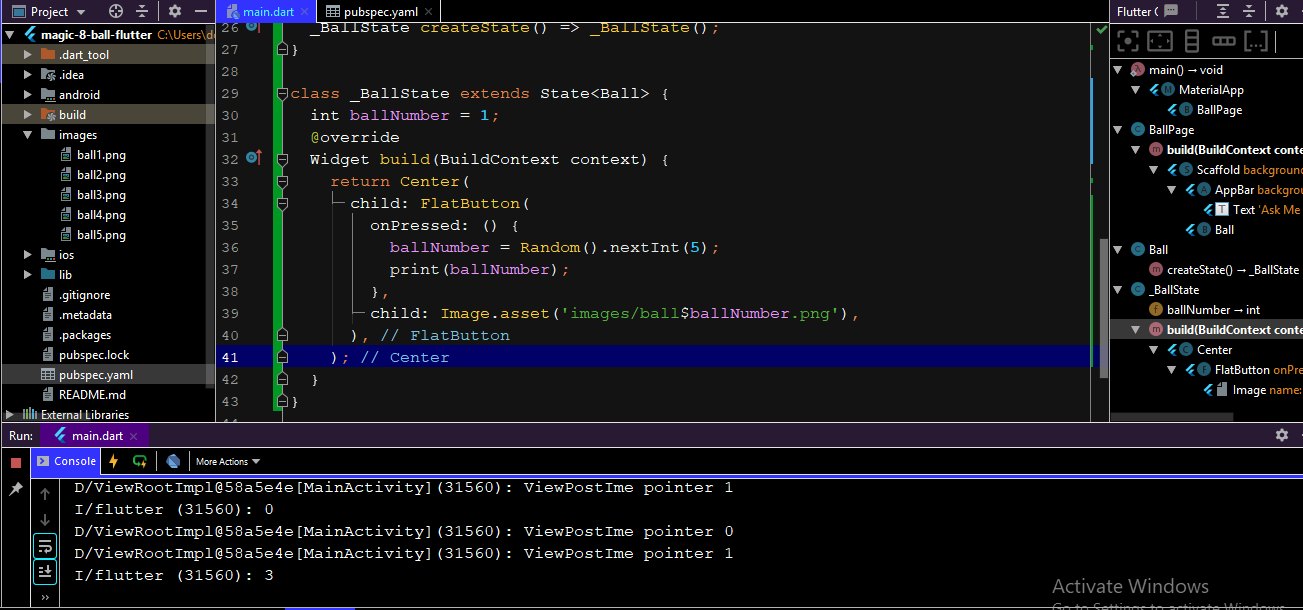 Project
main.dart
pubspec.yaml
Flutter O
magic-8-ball-flutter C:\Users\d
.dart_tool
.idea
android
build
images
ball1.png
ball2.png
ball3.png
ball4.png
ball5.png
ios
lib
.gitignore
.metadata
.packages
pubspec.lock
pubspec.yaml
README.md
External Libraries
26 _BallState createState() => _BallState();
27 }
28
29 class _BallState extends State<Ball> {
30 int ballNumber = 1;
31 @override
32 Widget build(BuildContext context) {
33 return Center(
34 child: FlatButton(
35 onPressed: () {
36 ballNumber = Random().nextInt(5);
37 print(ballNumber);
38 },
39 child: Image.asset('images/ball$ballNumber.png'),
40 ), // FlatButton
41 ); // Center
42 }
43 }
main() → void
MaterialApp
BallPage
BallPage
build(BuildContext conte
Scaffold background
AppBar backgrou
Text 'Ask Me
Ball
Ball
createState() → _BallState
_BallState
ballNumber → int
build(BuildContext conte
Center
FlatButton onPre
Image name:
Run: main.dart
Console
More Actions
D/ViewRootImpl@58a5e4e[MainActivity](31560): ViewPostIme pointer 1
I/flutter (31560): 0
D/ViewRootImpl@58a5e4e[MainActivity](31560): ViewPostIme pointer 0
D/ViewRootImpl@58a5e4e[MainActivity](31560): ViewPostIme pointer 1
I/flutter (31560): 3
Activate Windows
Go to Settings to activate Windows.